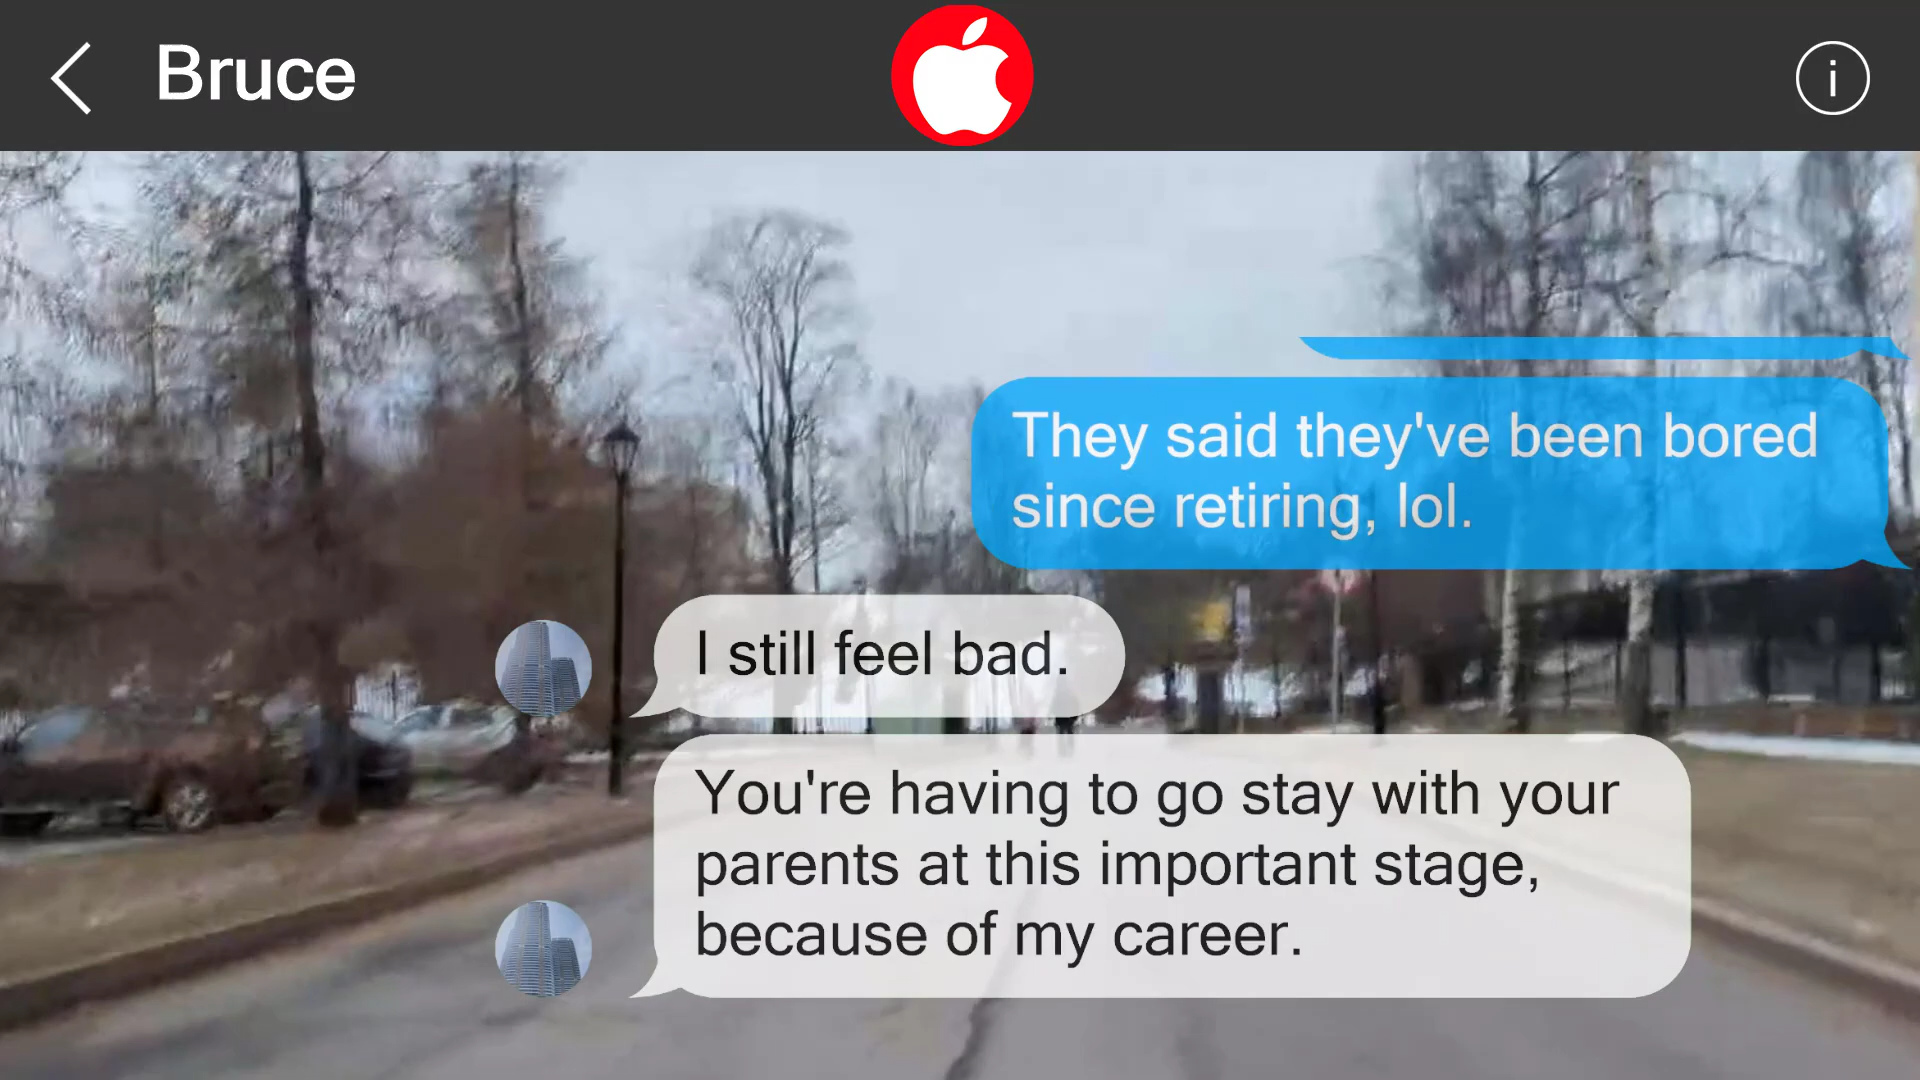 Bruce
i
They said they've been bored
since retiring, lol.
I still feel bad.
You're having to go stay with your
parents at this important stage,
because of my career.